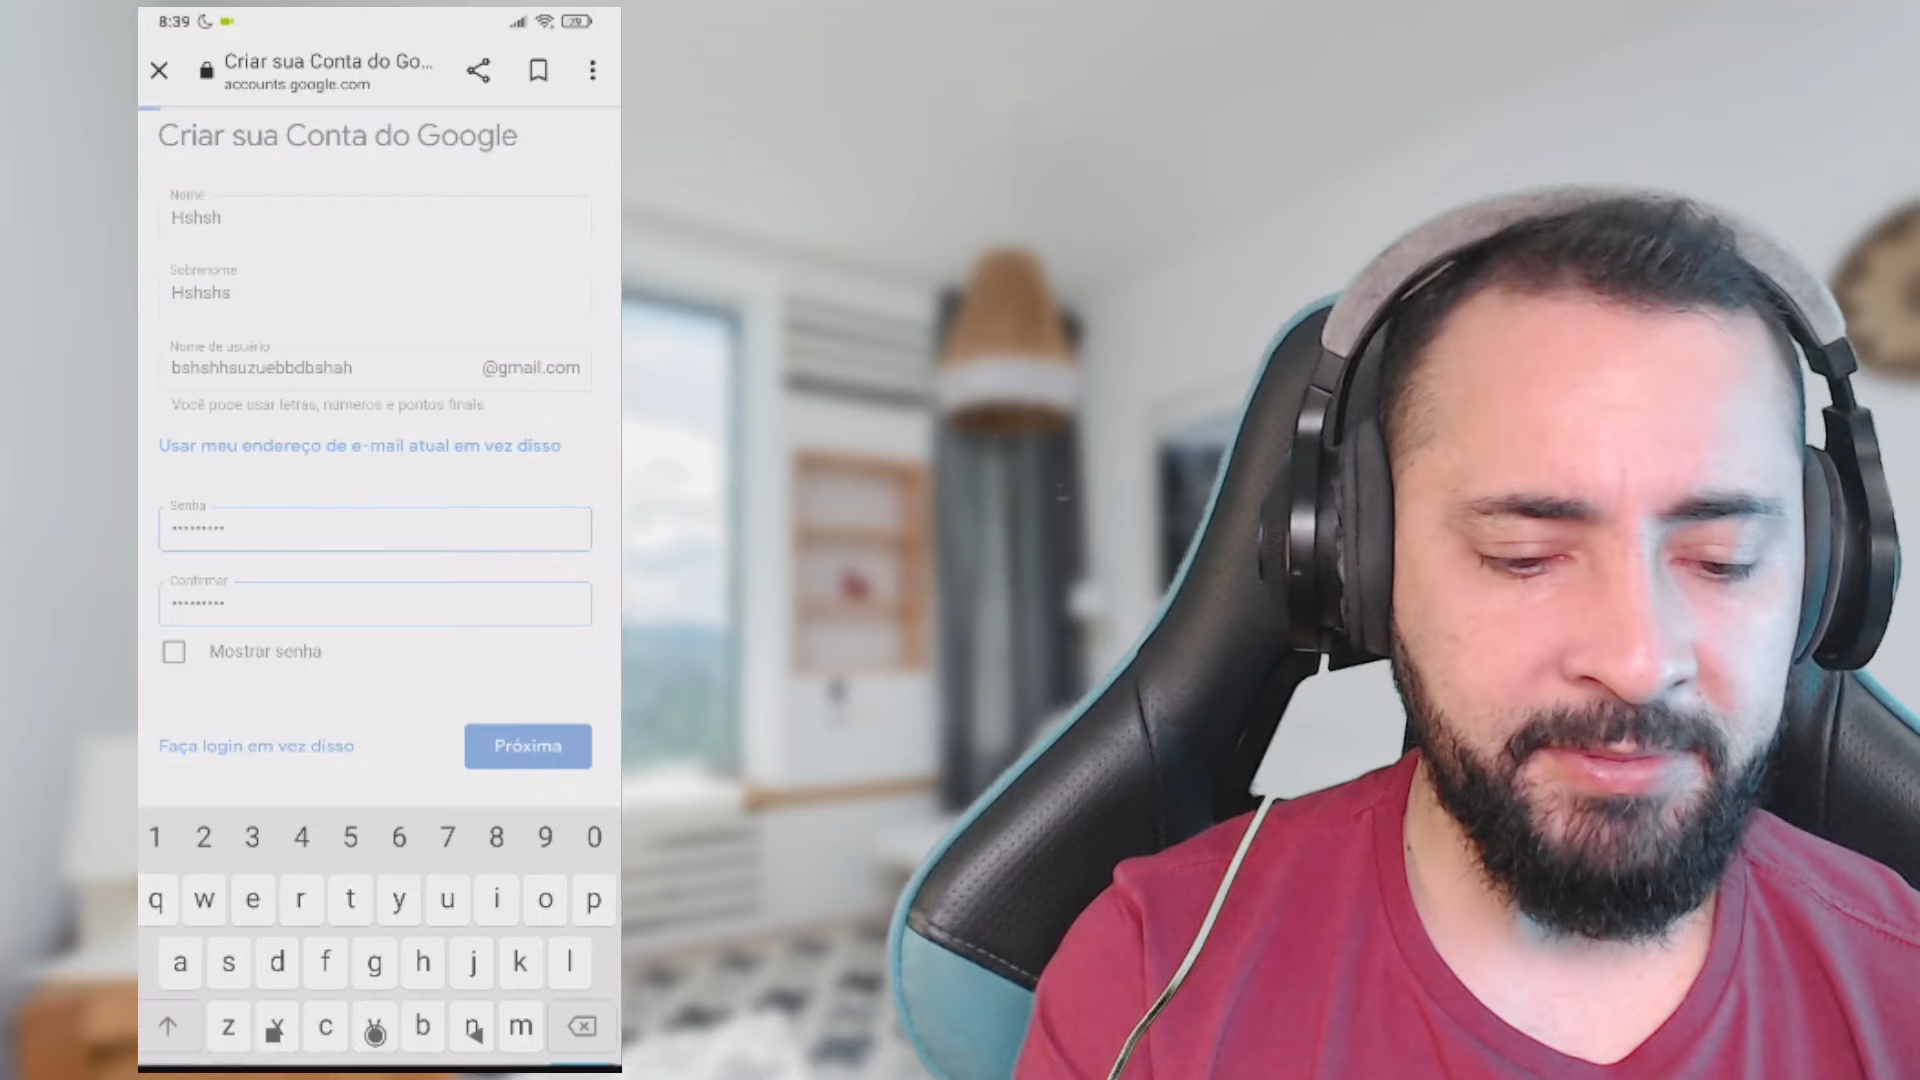 8:39
79
Criar sua Conta do Go...
accounts.google.com
Criar sua Conta do Google
Nome
Hshsh
Sobrenome
Hshshs
Nome de usuário
bshshhsuzuebbdbshah
@gmail.com
Você pode usar letras, números e pontos finais
Usar meu endereço de e-mail atual em vez disso
Senha
•••••••••
Confirmar
•••••••••
Mostrar senha
Faça login em vez disso
Próxima
1 2 3 4 5 6 7 8 9 0
q w e r t y u i o p
a s d f g h j k l
z x c v b n m